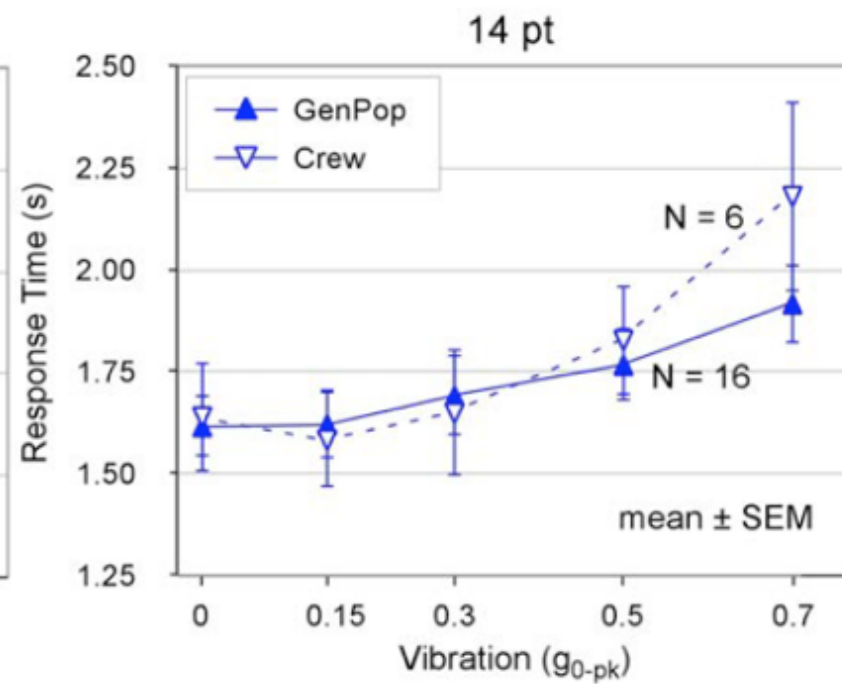 14 pt
2.50
2.25
2.00
1.75
1.50
1.25
Response Time (s)
GenPop
Crew
N = 6
N = 16
mean ± SEM
0 0.15 0.3 0.5 0.7
Vibration (g0-pk)